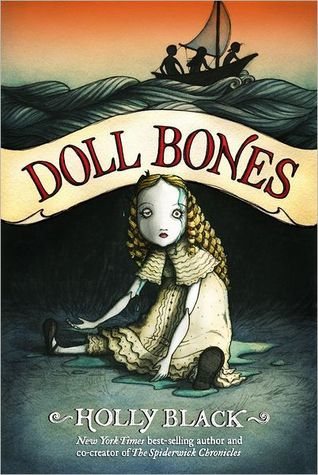 DOLL BONES
HOLLY BLACK
New York Times best-selling author and
co-creator of The Spiderwick Chronicles